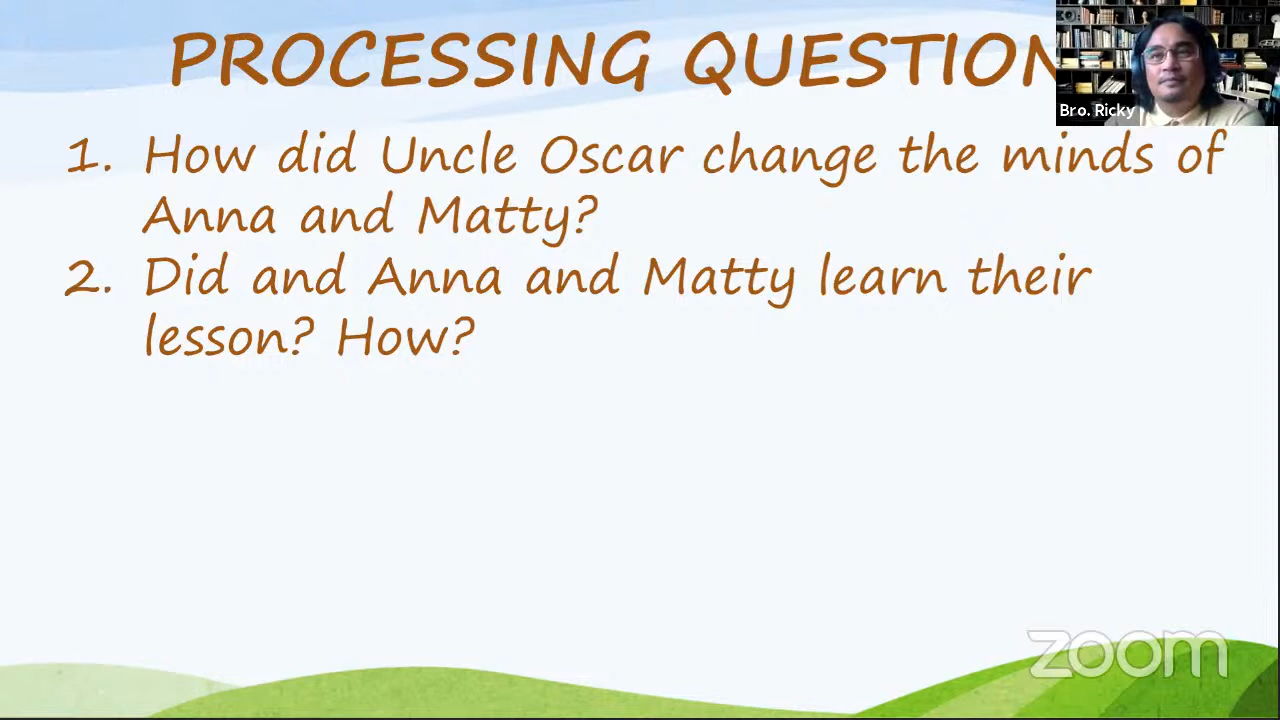 PROCESSING QUESTION
Bro. Ricky
1. How did Uncle Oscar change the minds of
Anna and Matty?
2. Did and Anna and Matty learn their
lesson? How?
zoom